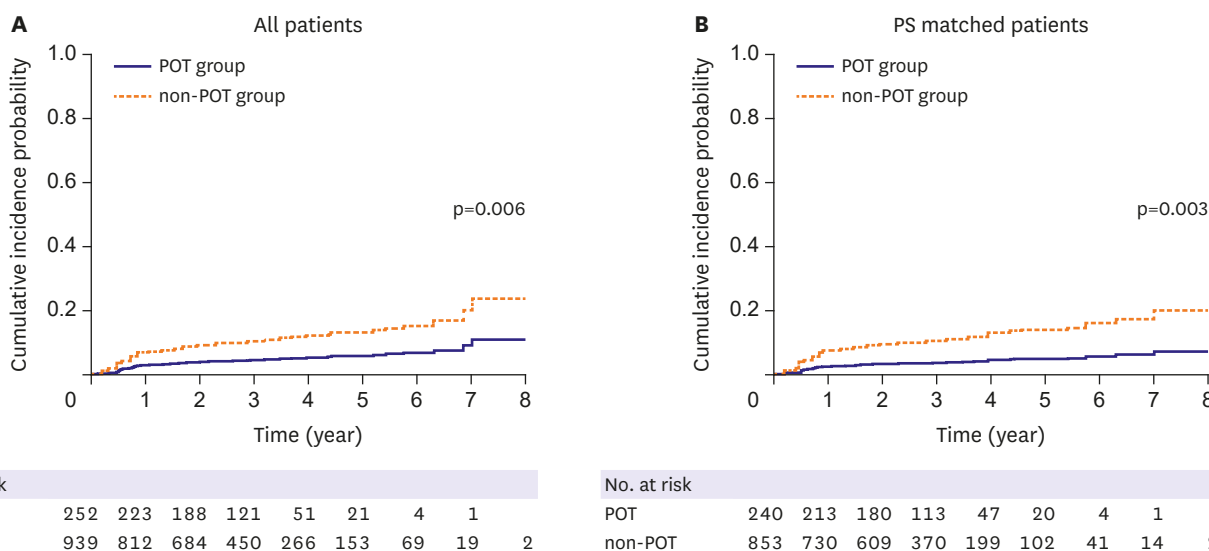 A All patients
1.0
0.8
0.6
0.4
0.2
Cumulative incidence probability
POT group
non-POT group
p=0.006
0 1 2 3 4 5 6 7 8
Time (year)
252 223 188 121 51 21 4 1
939 812 684 450 266 153 69 19 2
B PS matched patients
1.0
0.8
0.6
0.4
0.2
Cumulative incidence probability
POT group
non-POT group
p=0.003
0 1 2 3 4 5 6 7 8
Time (year)
No. at risk
POT 240 213 180 113 47 20 4 1
non-POT 853 730 609 370 199 102 41 14